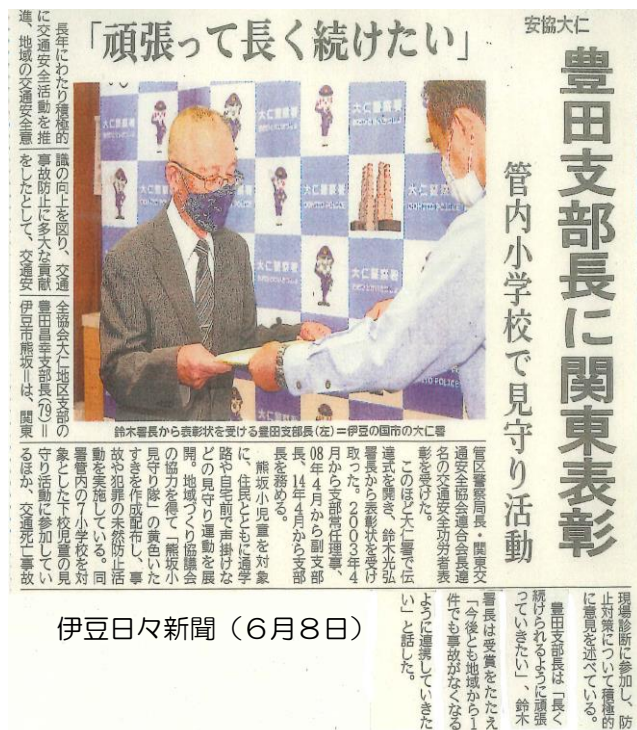 安協大仁
豊田支部長に関東表彰
管内小学校で見守り活動
「頑張って長く続けたい」
長年にわたり積極的
に交通安全活動を推
進、地域の交通安全意
識の向上を図り、交通
事故防止に多大な貢献
をしたとして、交通安
全協会大仁地区支部の
豊田昌幸支部長(79)＝
伊豆市熊坂＝は、関東
大仁警察署
鈴木署長から表彰状を受ける豊田支部長(左)＝伊豆の国市の大仁署
管区警察局長・関東交
通安全協会連合会長連
名の交通安全功労者表
彰を受けた。
このほど大仁署で伝
達式を開き、鈴木光弘
署長から表彰状を受け
取った。２００３年４
月から支部常任理事、
08年４月から副支部
長、14年４月から支部
長を務める。
熊坂小児童を対象
に、住民とともに通学
路や自宅前で声掛けな
どの見守り運動を展
開。地域づくり協議会
の協力を得て「熊坂小
見守り隊」の黄色いた
すきを作成配布し、事
故や犯罪の未然防止活
動を実施している。同
署管内の７小学校を対
象とした下校児童の見
守り活動に参加してい
るほか、交通死亡事故
現場診断に参加し、防
止対策について積極的
に意見を述べている。
豊田支部長は「長く
続けられるように頑張
っていきたい」、鈴木
署長は受賞をたたえ
「今後とも地域から１
件でも事故がなくなる
ように連携していきた
い」と話した。
伊豆日々新聞（６月８日）